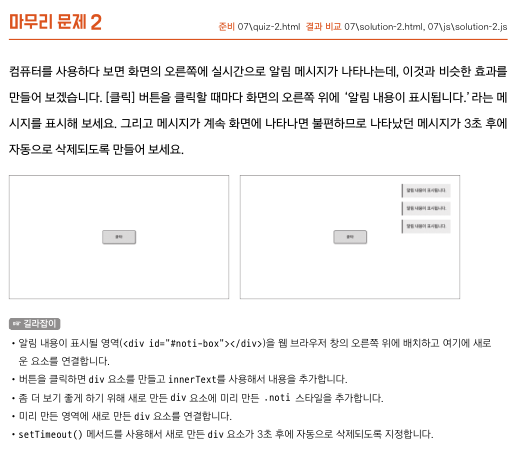 마무리 문제 2
준비 07\quiz-2.html 결과 비교 07\solution-2.html, 07\js\solution-2.js
컴퓨터를 사용하다 보면 화면의 오른쪽에 실시간으로 알림 메시지가 나타나는데, 이것과 비슷한 효과를
만들어 보겠습니다. [클릭] 버튼을 클릭할 때마다 화면의 오른쪽 위에 ‘알림 내용이 표시됩니다.’라는 메
시지를 표시해 보세요. 그리고 메시지가 계속 화면에 나타나면 불편하므로 나타났던 메시지가 3초 후에
자동으로 삭제되도록 만들어 보세요.
알림 내용이 표시됩니다.
알림 내용이 표시됩니다.
알림 내용이 표시됩니다.
길라잡이
• 알림 내용이 표시될 영역(<div id="#noti-box"></div>)을 웹 브라우저 창의 오른쪽 위에 배치하고 여기에 새로
운 요소를 연결합니다.
• 버튼을 클릭하면 div 요소를 만들고 innerText를 사용해서 내용을 추가합니다.
• 좀 더 보기 좋게 하기 위해 새로 만든 div 요소에 미리 만든 .noti 스타일을 추가합니다.
• 미리 만든 영역에 새로 만든 div 요소를 연결합니다.
• setTimeout() 메서드를 사용해서 새로 만든 div 요소가 3초 후에 자동으로 삭제되도록 지정합니다.